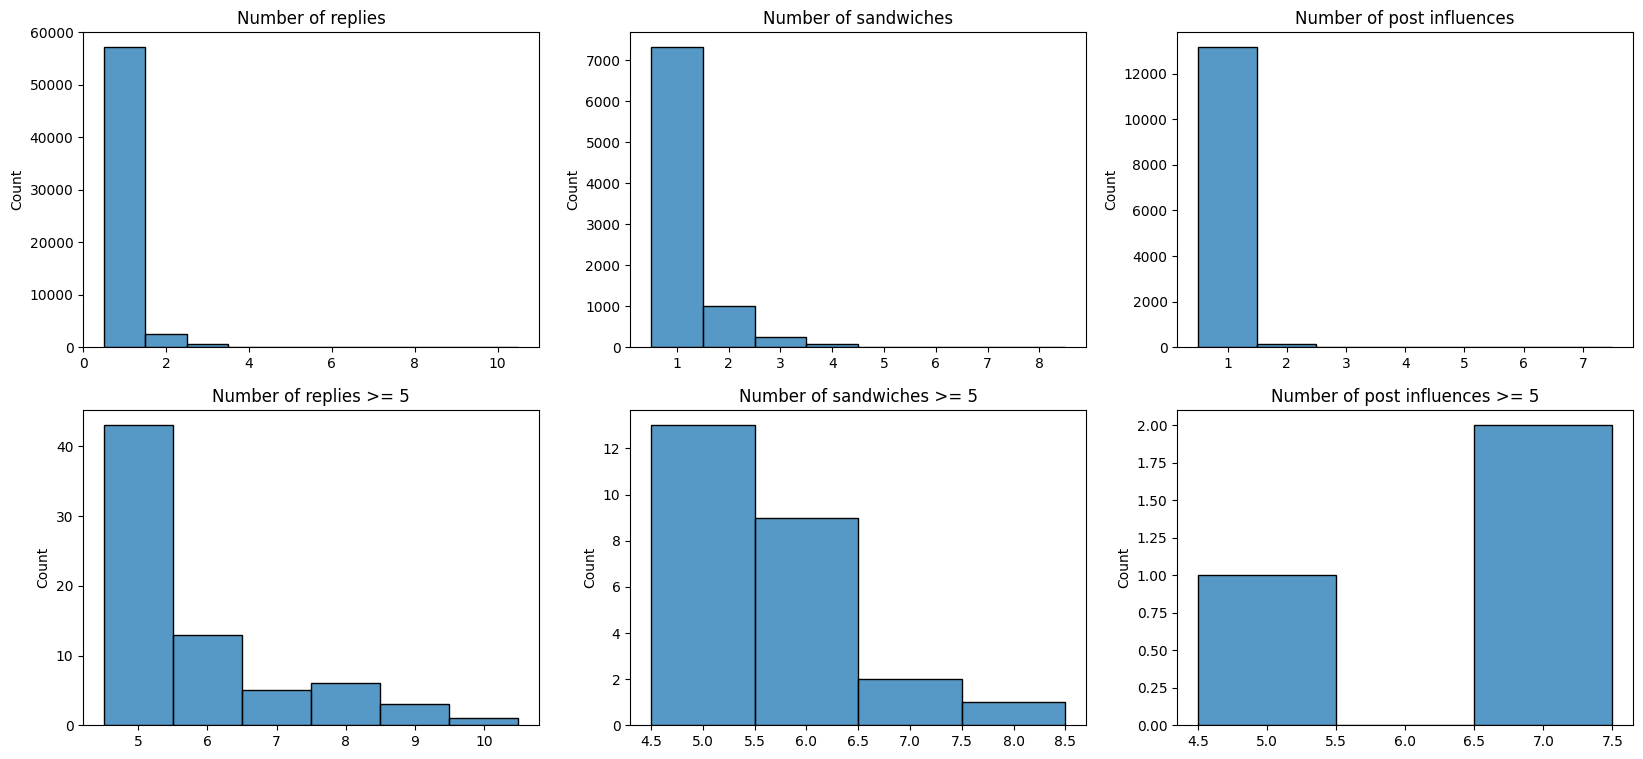 Number of replies
Count
60000
50000
40000
30000
20000
10000
0
0 2 4 6 8 10
Number of sandwiches
Count
7000
6000
5000
4000
3000
2000
1000
0
1 2 3 4 5 6 7 8
Number of post influences
Count
12000
10000
8000
6000
4000
2000
0
1 2 3 4 5 6 7
Number of replies >= 5
Count
40
30
20
10
0
5 6 7 8 9 10
Number of sandwiches >= 5
Count
12
10
8
6
4
2
0
4.5 5.0 5.5 6.0 6.5 7.0 7.5 8.0 8.5
Number of post influences >= 5
Count
2.00
1.75
1.50
1.25
1.00
0.75
0.50
0.25
0.00
4.5 5.0 5.5 6.0 6.5 7.0 7.5